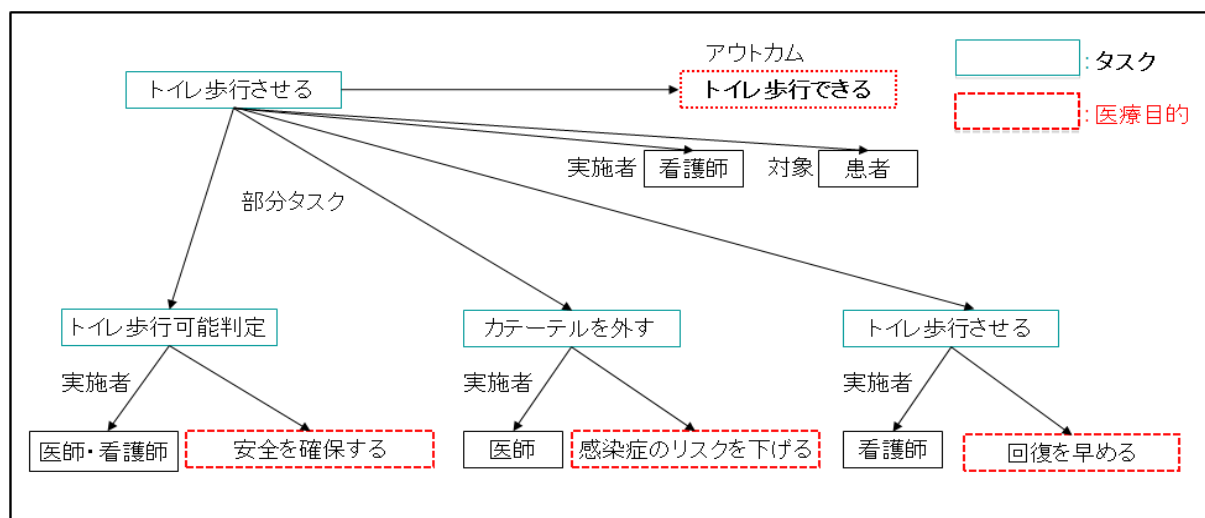 アウトカム
トイレ歩行させる
トイレ歩行できる
:タスク
:医療目的
実施者
看護師
対象
患者
部分タスク
トイレ歩行可能判定
カテーテルを外す
トイレ歩行させる
実施者
実施者
実施者
医師・看護師
安全を確保する
医師
感染症のリスクを下げる
看護師
回復を早める